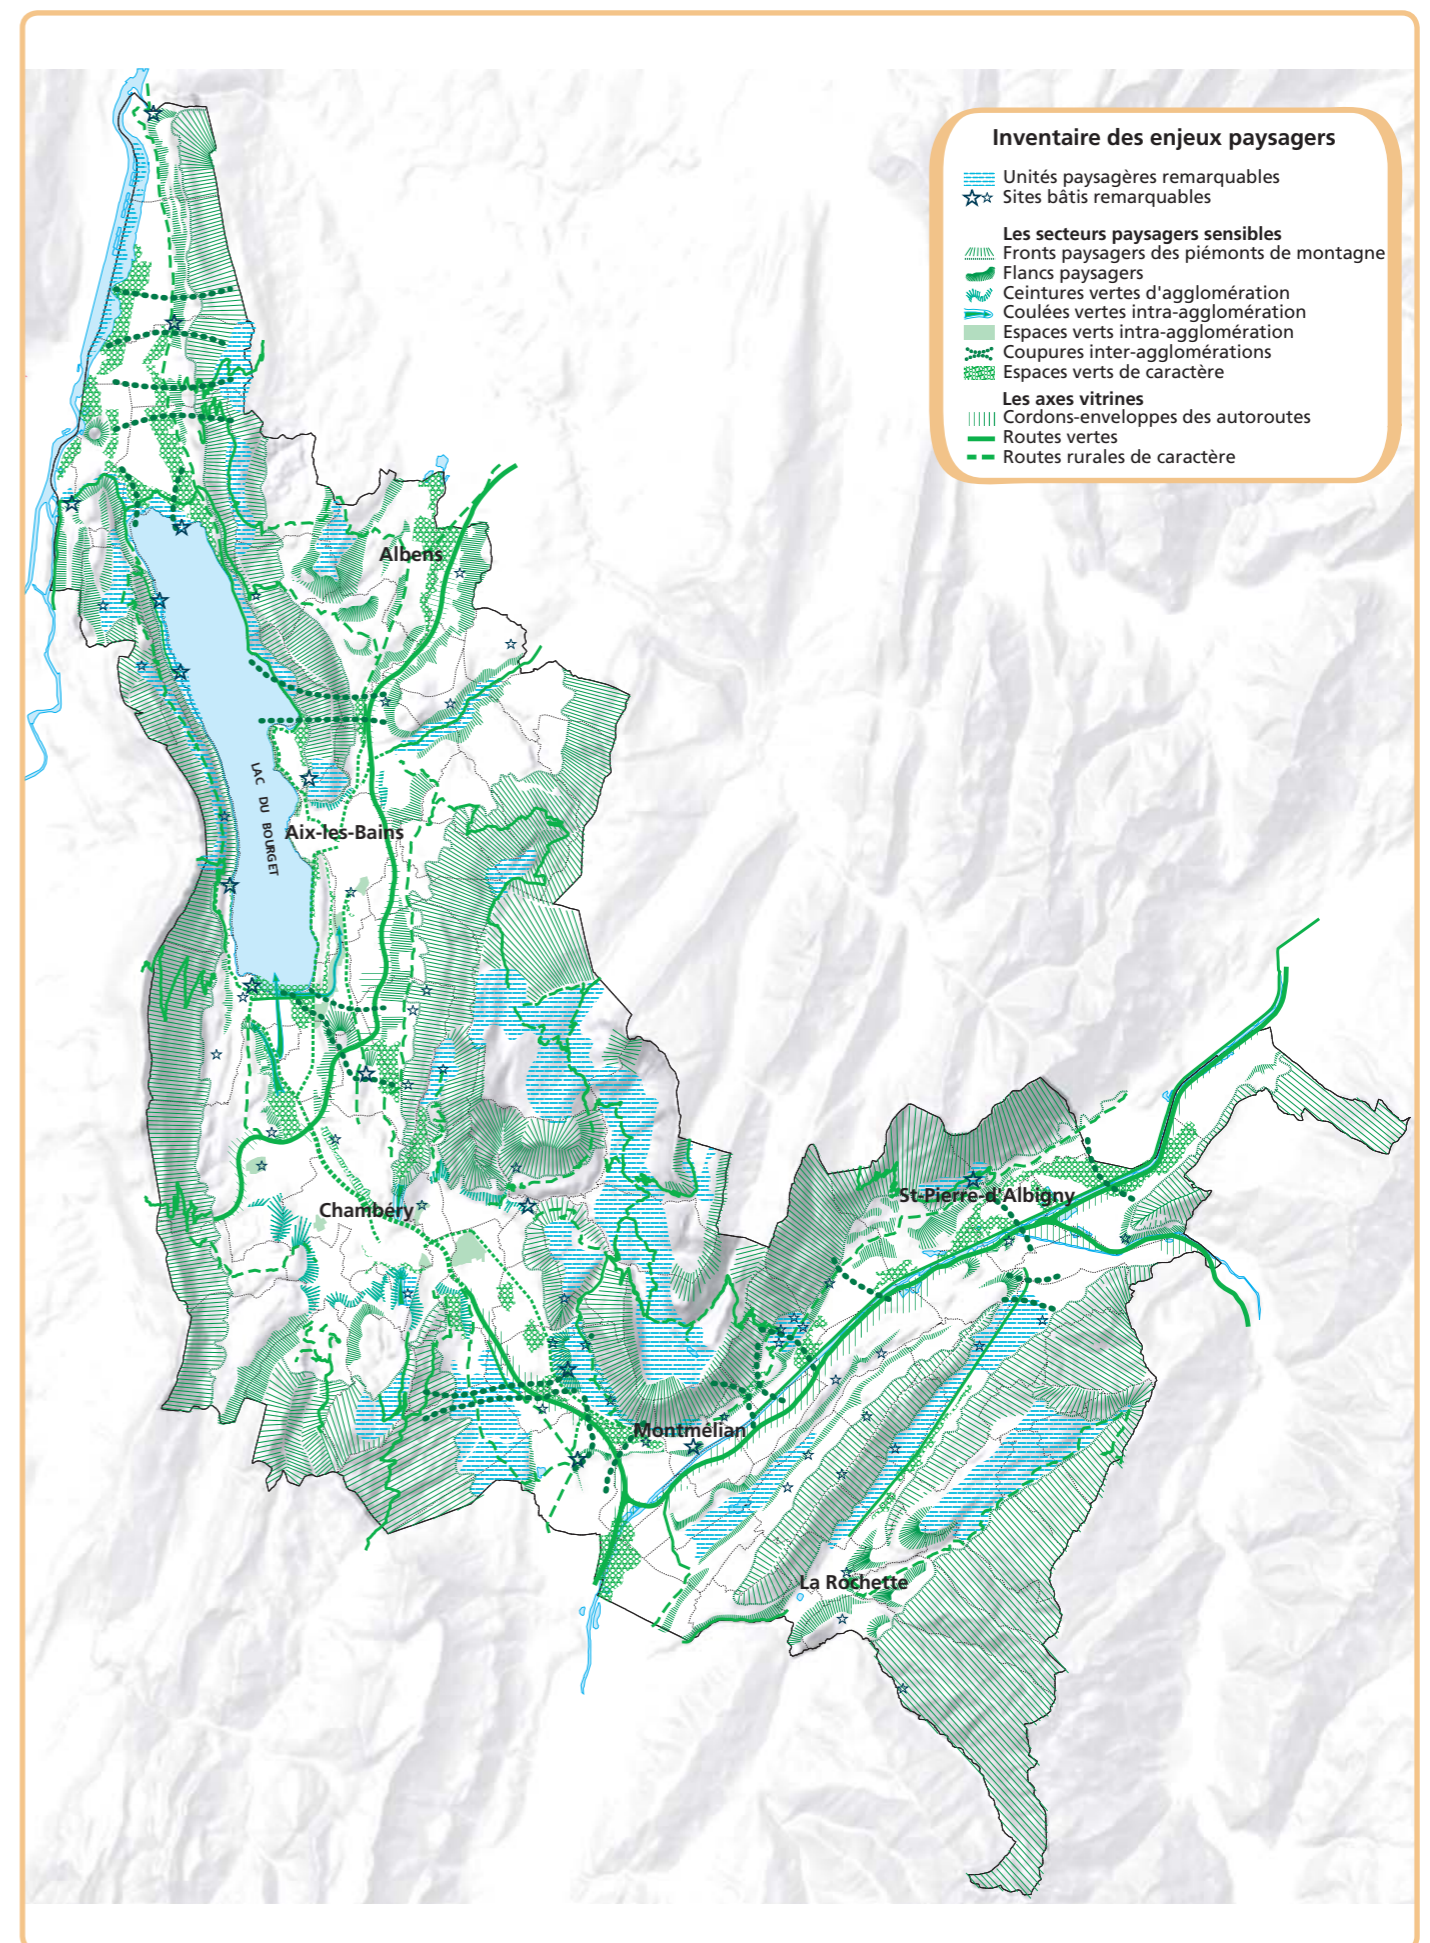 Inventaire des enjeux paysagers
Unités paysagères remarquables
Sites bâtis remarquables
Les secteurs paysagers sensibles
Fronts paysagers des piémonts de montagne
Flancs paysagers
Ceintures vertes d'agglomération
Coulées vertes intra-agglomération
Espaces verts intra-agglomération
Coupures inter-agglomérations
Espaces verts de caractère
Les axes vitrines
Cordons-enveloppes des autoroutes
Routes vertes
Routes rurales de caractère
Albens
LAC DU BOURGET
Aix-les-Bains
St-Pierre-d'Albigny
Chambéry
Montmélian
La Rochette